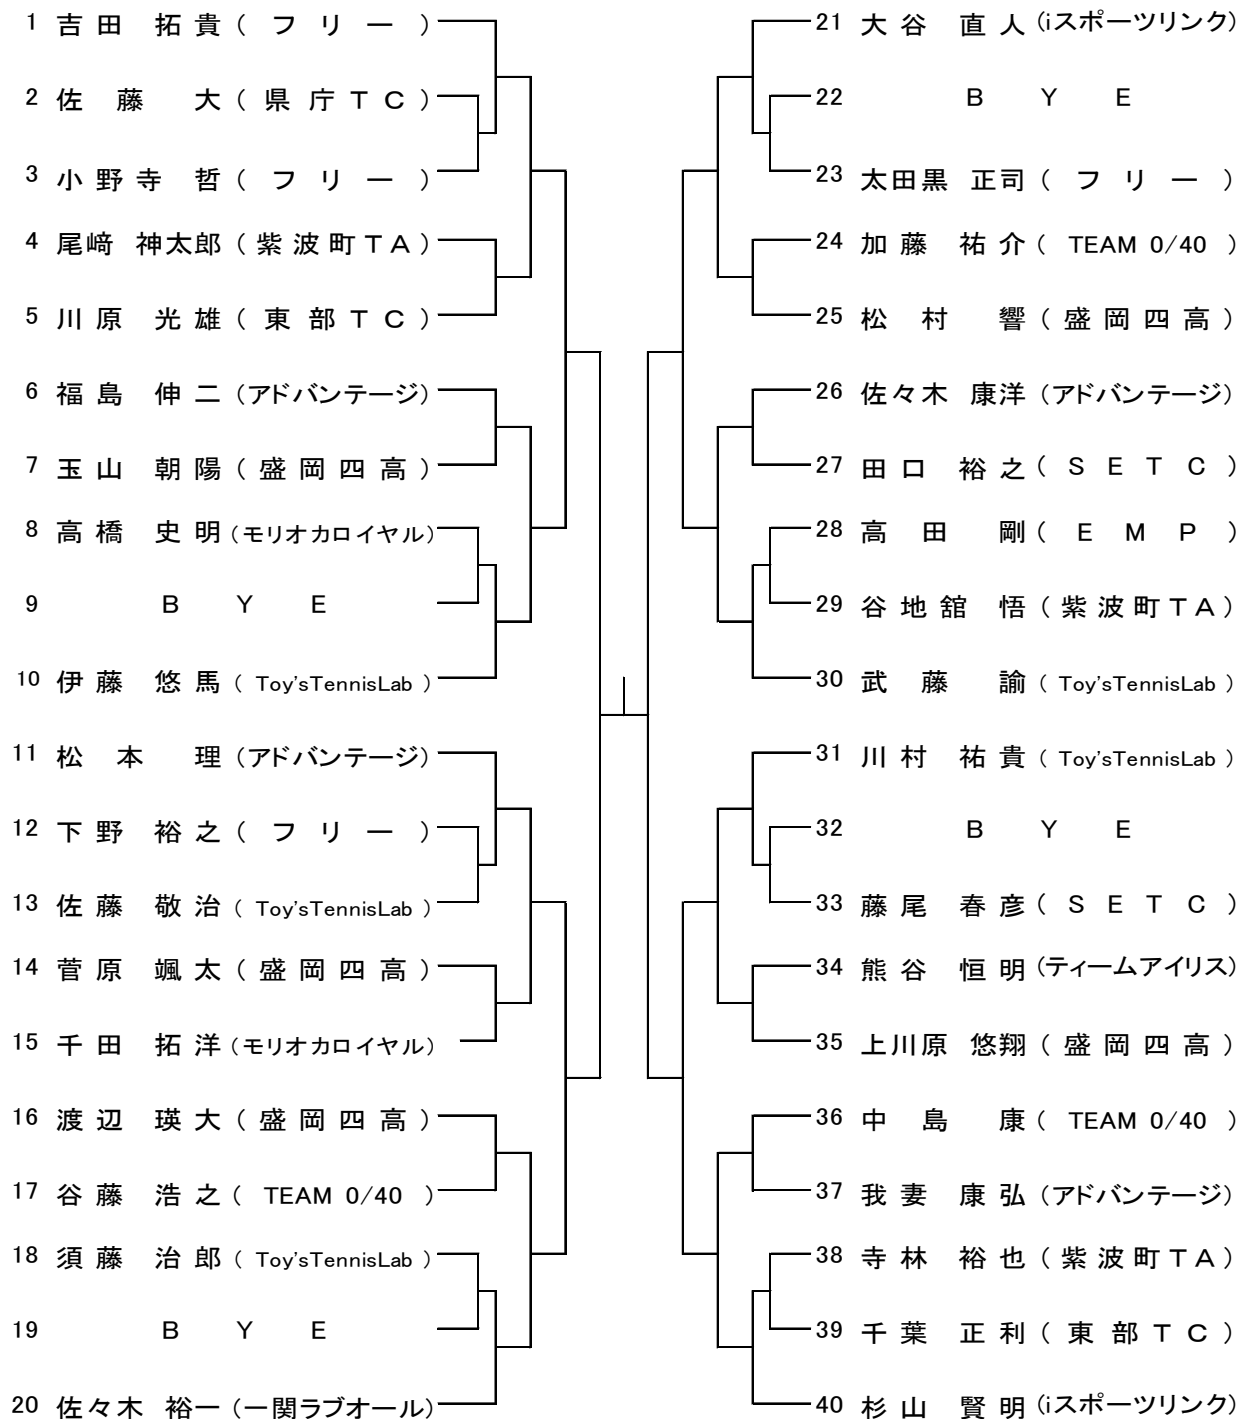 1 吉田 拓貴 (フリー)
2 佐藤 大 (県庁TC)
3 小野寺 哲 (フリー)
4 尾﨑 神太郎 (紫波町TA)
5 川原 光雄 (東部TC)
6 福島 伸二 (アドバンテージ)
7 玉山 朝陽 (盛岡四高)
8 高橋 史明 (モリオカロイヤル)
9 BYE
10 伊藤 悠馬 (Toy'sTennisLab)
11 松本 理 (アドバンテージ)
12 下野 裕之 (フリー)
13 佐藤 敬治 (Toy'sTennisLab)
14 菅原 颯太 (盛岡四高)
15 千田 拓洋 (モリオカロイヤル)
16 渡辺 瑛大 (盛岡四高)
17 谷藤 浩之 (TEAM 0/40)
18 須藤 治郎 (Toy'sTennisLab)
19 BYE
20 佐々木 裕一 (一関ラブオール)
21 大谷 直人 (iスポーツリンク)
22 BYE
23 太田黒 正司 (フリー)
24 加藤 祐介 (TEAM 0/40)
25 松村 響 (盛岡四高)
26 佐々木 康洋 (アドバンテージ)
27 田口 裕之 (SETC)
28 高田 剛 (EMP)
29 谷地舘 悟 (紫波町TA)
30 武藤 諭 (Toy'sTennisLab)
31 川村 祐貴 (Toy'sTennisLab)
32 BYE
33 藤尾 春彦 (SETC)
34 熊谷 恒明 (ティームアイリス)
35 上川原 悠翔 (盛岡四高)
36 中島 康 (TEAM 0/40)
37 我妻 康弘 (アドバンテージ)
38 寺林 裕也 (紫波町TA)
39 千葉 正利 (東部TC)
40 杉山 賢明 (iスポーツリンク)